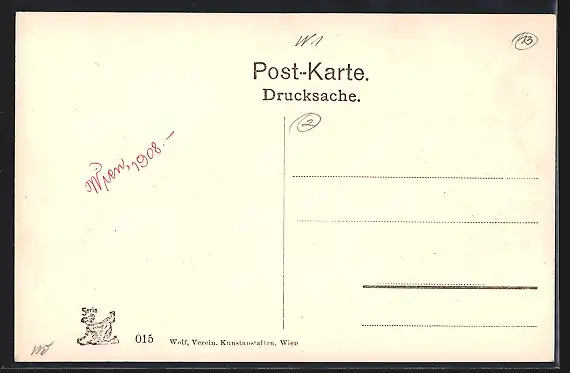 W.1
13
Post-Karte.
Drucksache.
2
Wien, 1908.-
Serie
015 Wolf, Verein. Kunstanstalten, Wien